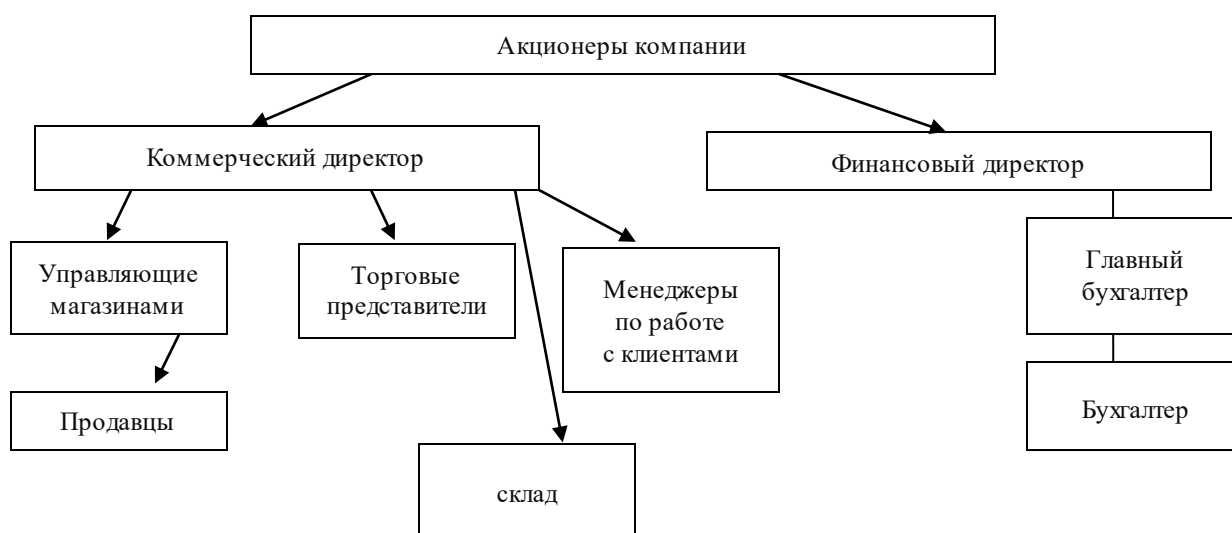 Акционеры компании
Коммерческий директор
Финансовый директор
Управляющие
магазинами
Торговые
представители
Менеджеры
по работе
с клиентами
Главный
бухгалтер
Продавцы
Бухгалтер
склад